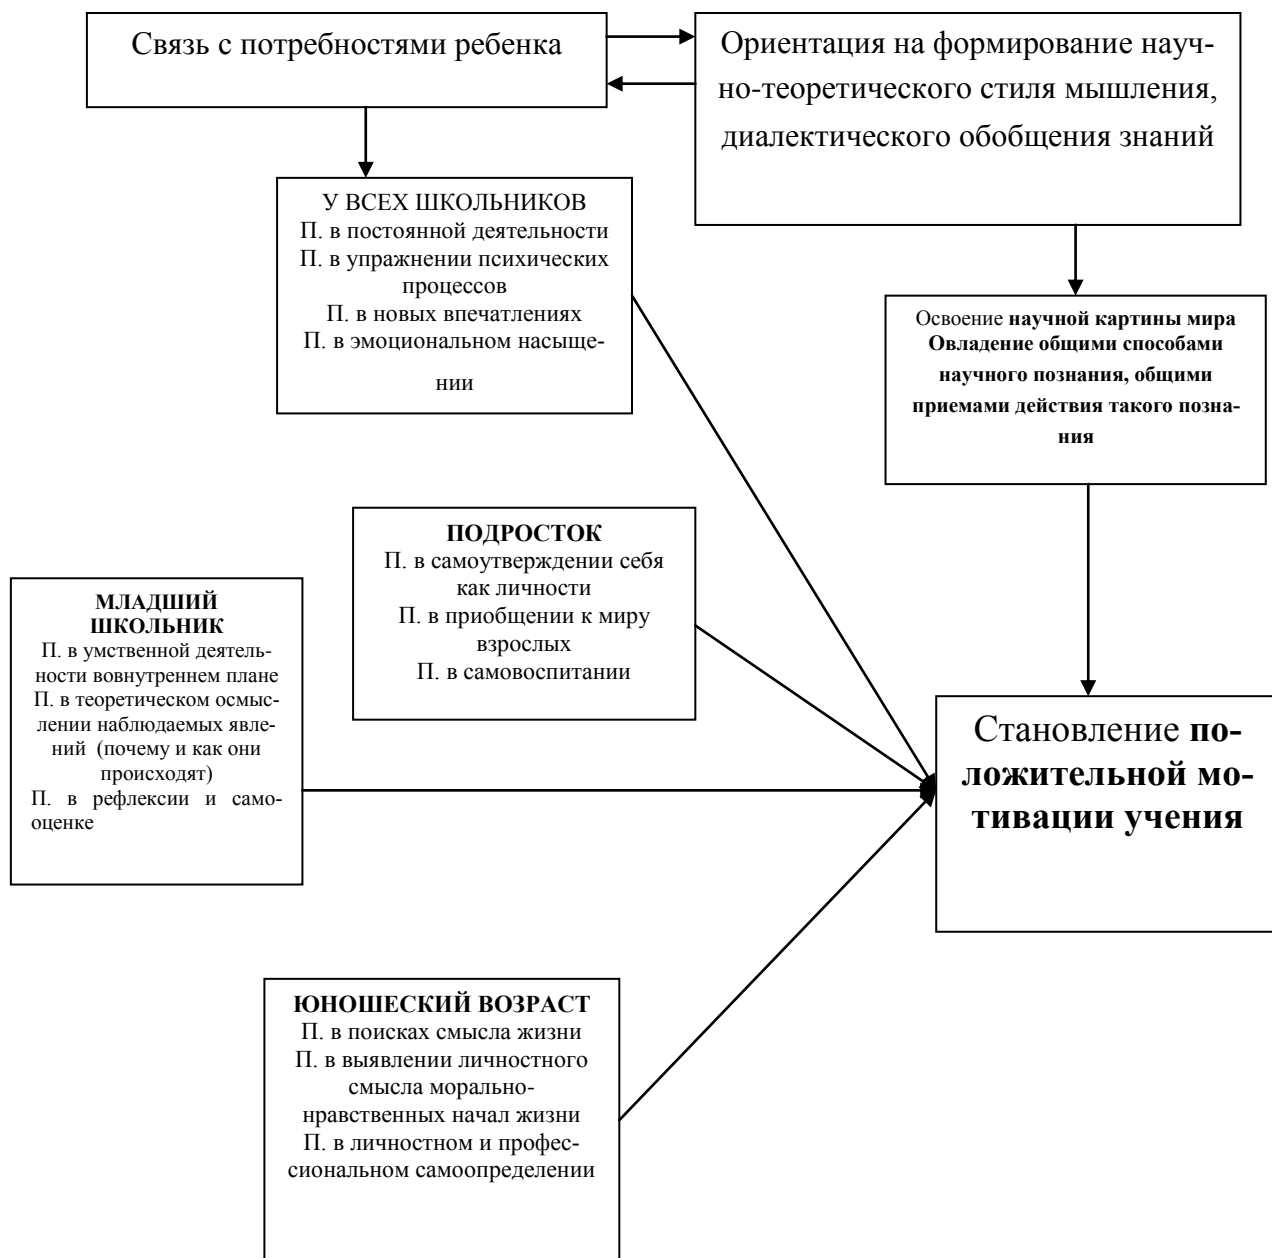 Связь с потребностями ребенка
Ориентация на формирование науч-
но-теоретического стиля мышления,
диалектического обобщения знаний
У ВСЕХ ШКОЛЬНИКОВ
П. в постоянной деятельности
П. в упражнении психических
процессов
П. в новых впечатлениях
П. в эмоциональном насыще-
нии
Освоение научной картины мира
Овладение общими способами
научного познания, общими
приемами действия такого позна-
ния
ПОДРОСТОК
П. в самоутверждении себя
как личности
П. в приобщении к миру
взрослых
П. в самовоспитании
МЛАДШИЙ
ШКОЛЬНИК
П. в умственной деятель-
ности вовнутреннем плане
П. в теоретическом осмыс-
лении наблюдаемых явле-
ний (почему и как они
происходят)
П. в рефлексии и само-
оценке
Становление по-
ложительной мо-
тивации учения
ЮНОШЕСКИЙ ВОЗРАСТ
П. в поисках смысла жизни
П. в выявлении личностного
смысла морально-
нравственных начал жизни
П. в личностном и профес-
сиональном самоопределении